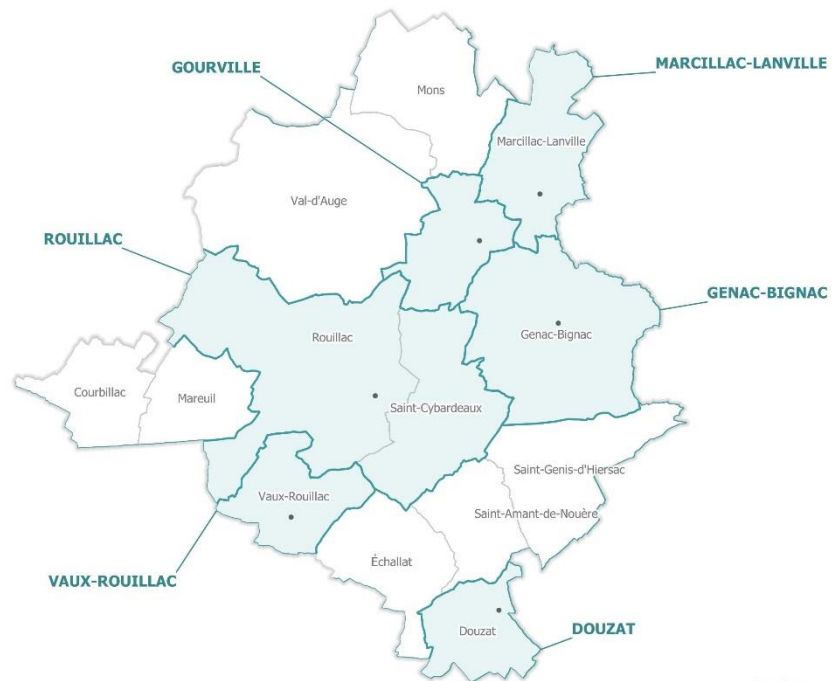 GOURVILLE
MARCILLAC-LANVILLE
Mons
Marcillac-Lanville
Val-d'Auge
ROUILLAC
GENAC-BIGNAC
Rouillac
Genac-Bignac
Courbillac
Mareuil
Saint-Cybardeaux
Saint-Genis-d'Hiersac
Vaux-Rouillac
Saint-Amant-de-Nouère
Échallat
VAUX-ROUILLAC
Douzat
DOUZAT